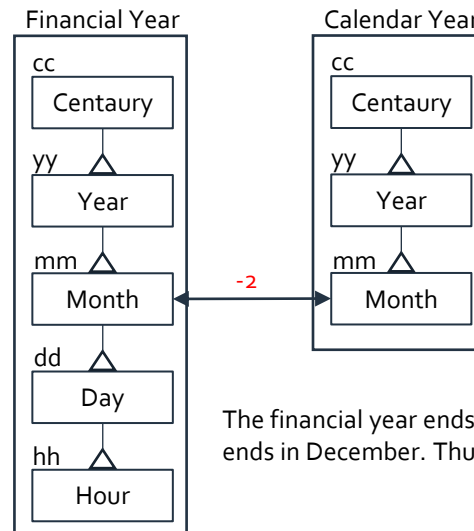 Financial Year
Calendar Year
cc
Centaury
yy
Year
mm
Month
dd
Day
hh
Hour
cc
Centaury
yy
Year
mm
Month
-2
The financial year ends
ends in December. Thu